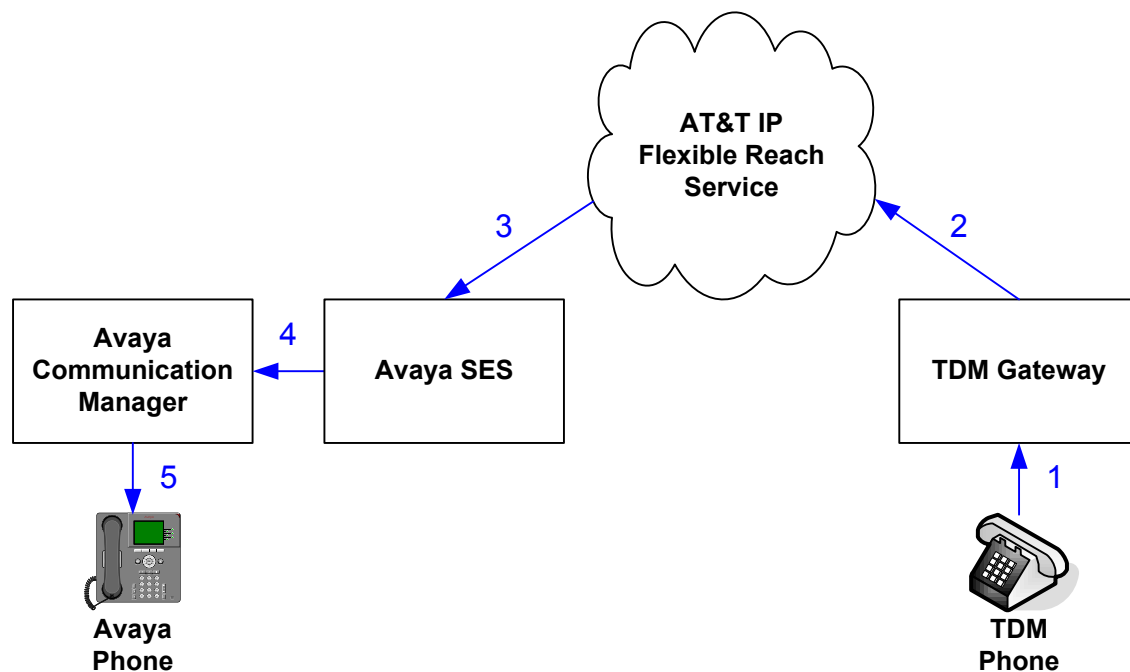 AT&T IP
Flexible Reach
Service
3
2
Avaya
Communication
Manager
4
Avaya SES
TDM Gateway
5
1
Avaya
Phone
TDM
Phone